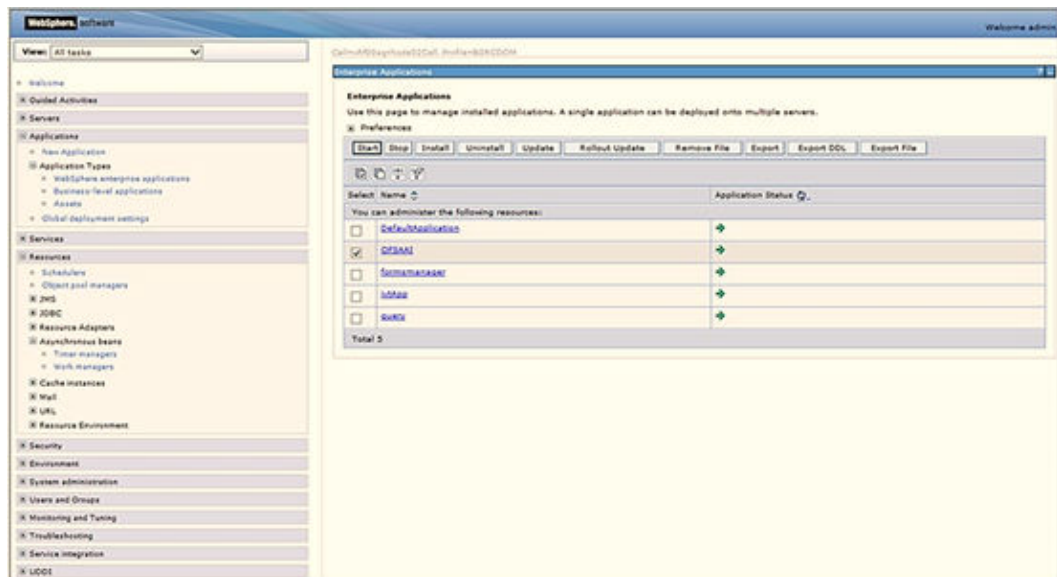 WebSphere. software
Welcome admin
View: All tasks
Welcome
Guided Activities
Servers
Applications
New Application
Application Types
WebSphere enterprise applications
Business-level applications
Assets
Global deployment settings
Services
Resources
Schedulers
Object pool managers
JMS
JDBC
Resource Adapters
Asynchronous beans
Timer managers
Work managers
Cache instances
Mail
URL
Resource Environment
Security
Environment
System administration
Users and Groups
Monitoring and Tuning
Troubleshooting
Service integration
UDDI
Enterprise Applications
? -
Enterprise Applications
Use this page to manage installed applications. A single application can be deployed onto multiple servers.
Preferences
Start Stop Install Uninstall Update Rollout Update Remove File Export Export DDL Export File
Select Name Application Status
You can administer the following resources:
DefaultApplication
OFSAAI
formsmanager
ivtApp
query
Total 5